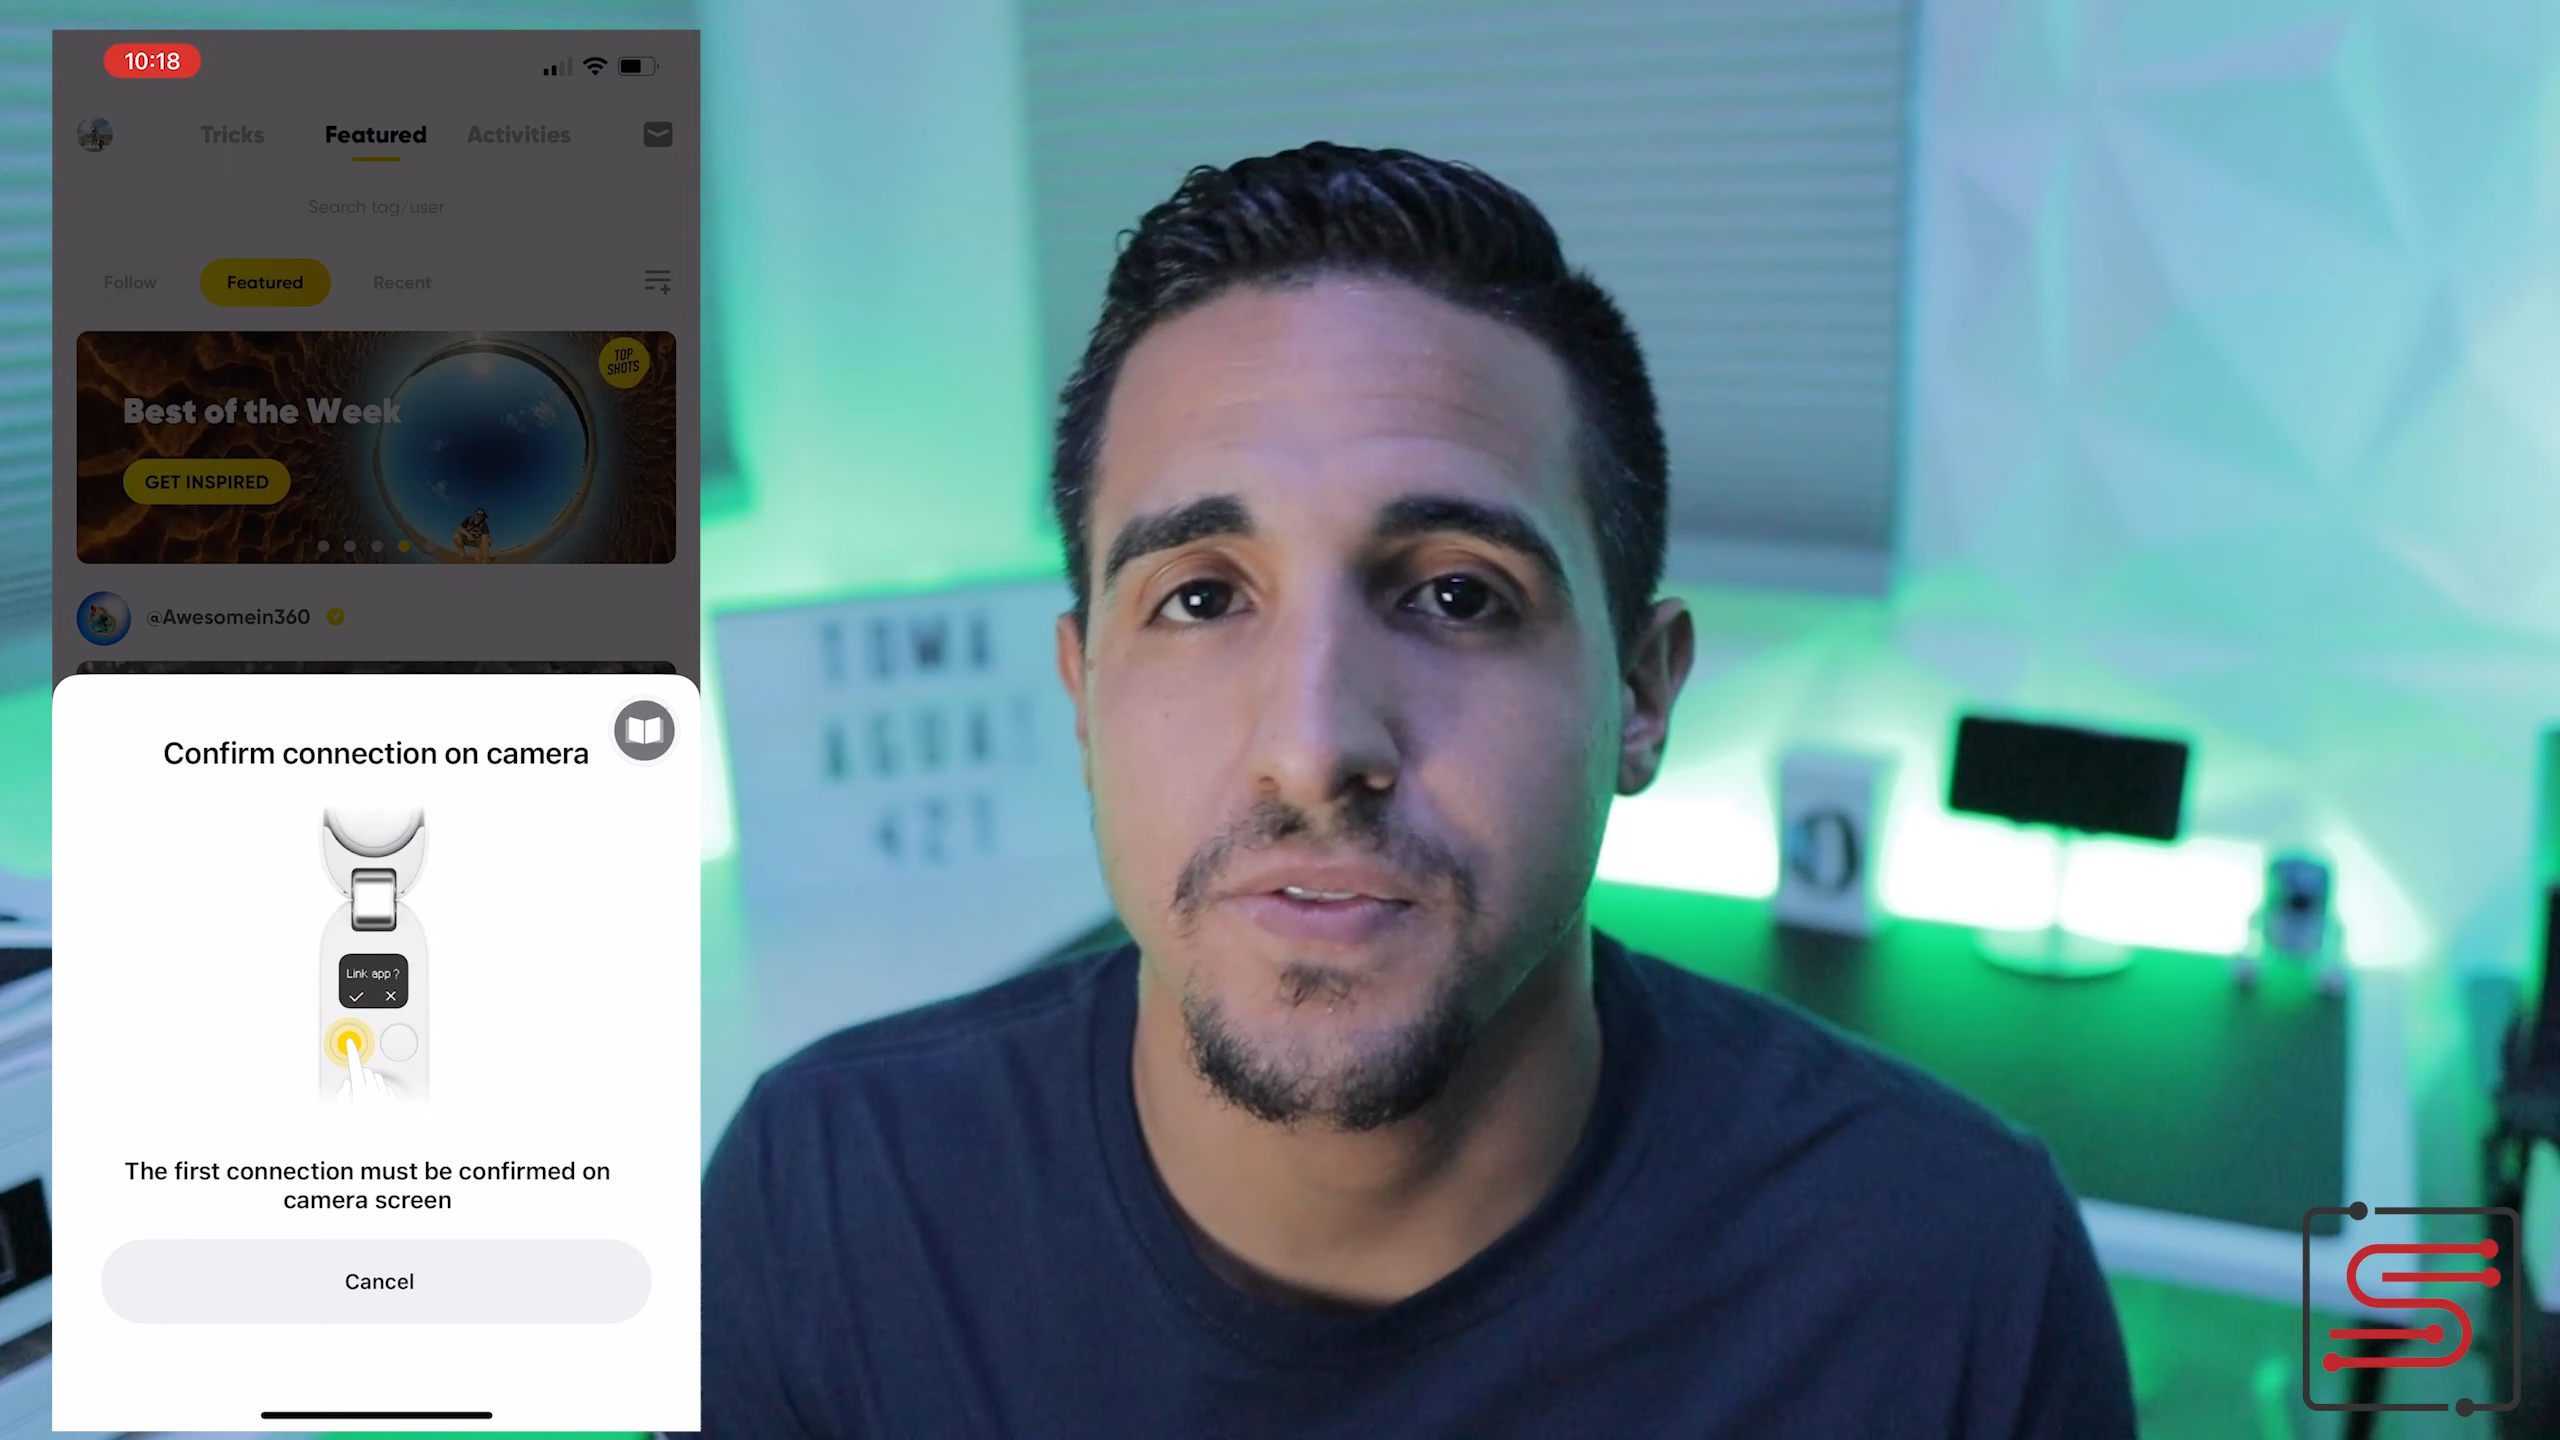 10:18
Tricks Featured Activities
Search tag/user
Follow Featured Recent
TOP
SHOTS
Best of the Week
GET INSPIRED
@Awesomein360
Confirm connection on camera
Link app ?
The first connection must be confirmed on
camera screen
Cancel